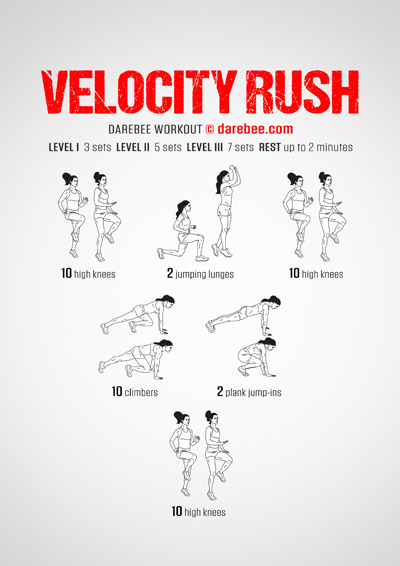 VELOCITY RUSH
DAREBEE WORKOUT © darebee.com
LEVEL I 3 sets LEVEL II 5 sets LEVEL III 7 sets REST up to 2 minutes
10 high knees
2 jumping lunges
10 high knees
10 climbers
2 plank jump-ins
10 high knees